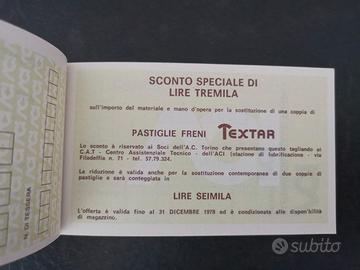 SCONTO SPECIALE DI
LIRE TREMILA
sull'importo del materiale e mano d'opera per la sostituzione di una coppia di
PASTIGLIE FRENI TEXTAR
Lo sconto è riservato ai Soci dell'A.C. Torino che presentano questo tagliando al
C.A.T - Centro Assistenziale Tecnico - dell'ACI (stazione di lubrificazione - via
Filadelfia n. 71 - tel. 57.79.324.
La riduzione è valida anche per la sostituzione contemporanea di due coppie di
pastiglie e sarà conteggiata in
LIRE SEIMILA
L'offerta è valida fino al 31 DICEMBRE 1978 ed è condizionata alle disponibilità
di magazzino.
N. DI TESSERA
subito